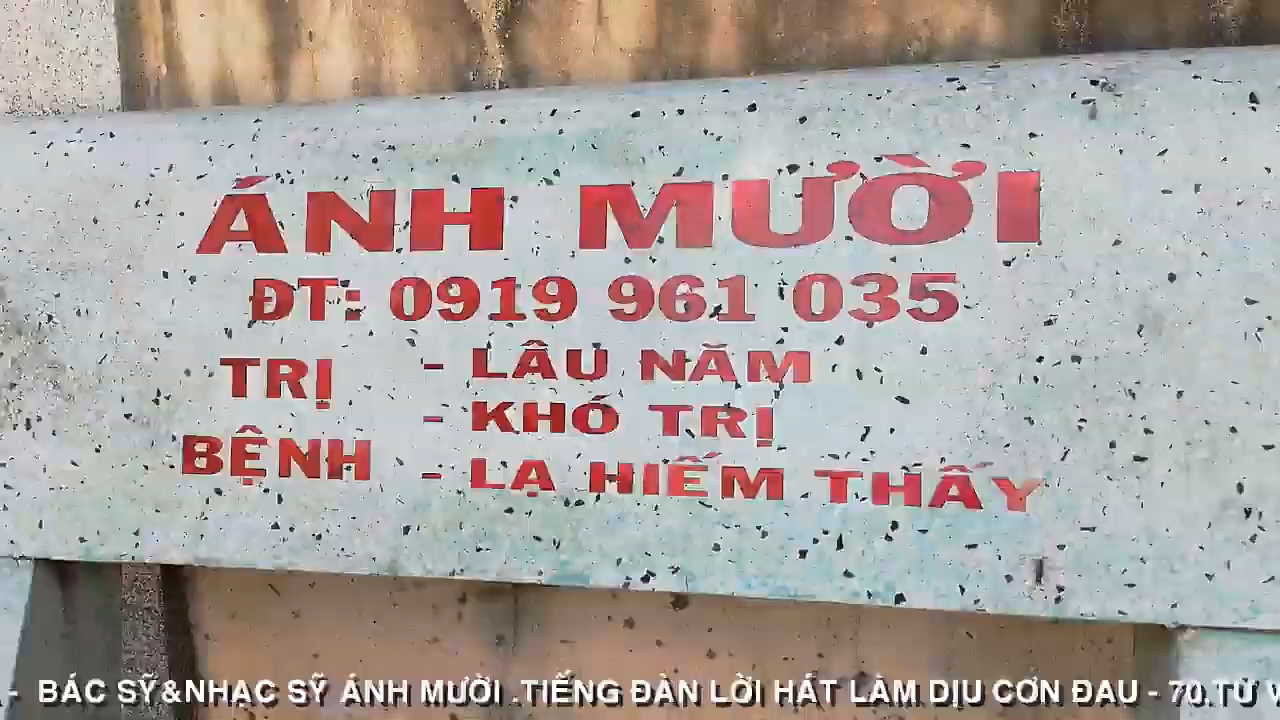 ÁNH MƯỜI
ĐT: 0919 961 035
TRỊ BỆNH
- LÂU NĂM
- KHÓ TRỊ
- LẠ HIẾM THẤY
- BÁC SỸ&NHẠC SỸ ÁNH MƯỜI .TIẾNG ĐÀN LỜI HÁT LÀM DỊU CƠN ĐAU - 70.TỪ